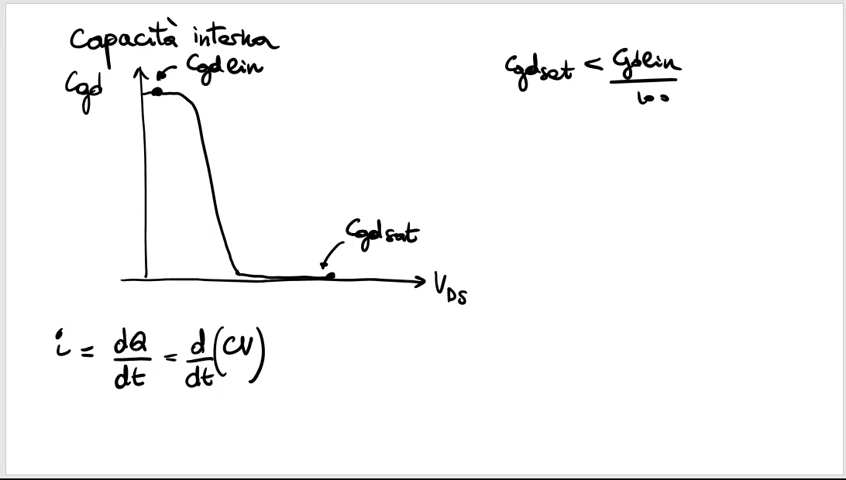 Capacità interna
Cgd
Cgdlin
Cgdsat < Cgdlin / 100
Cgdsat
VDS
i = dQ/dt = d/dt (CV)